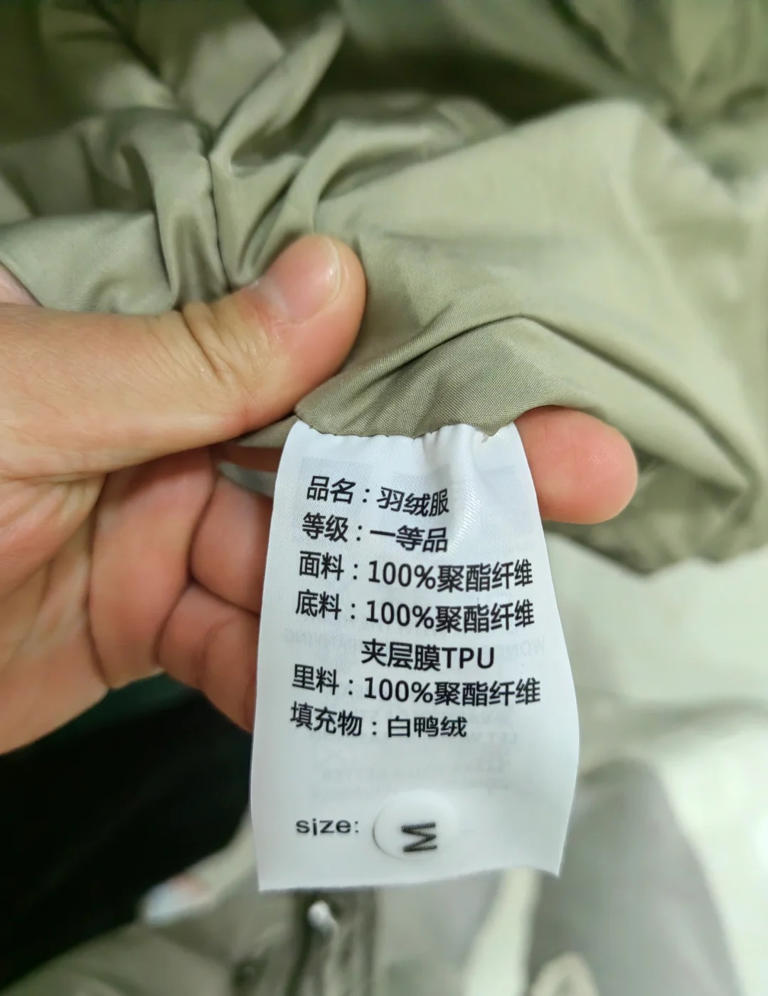 品名：羽绒服
等级：一等品
面料：100%聚酯纤维
底料：100%聚酯纤维
夹层膜TPU
里料：100%聚酯纤维
填充物：白鸭绒
size: M